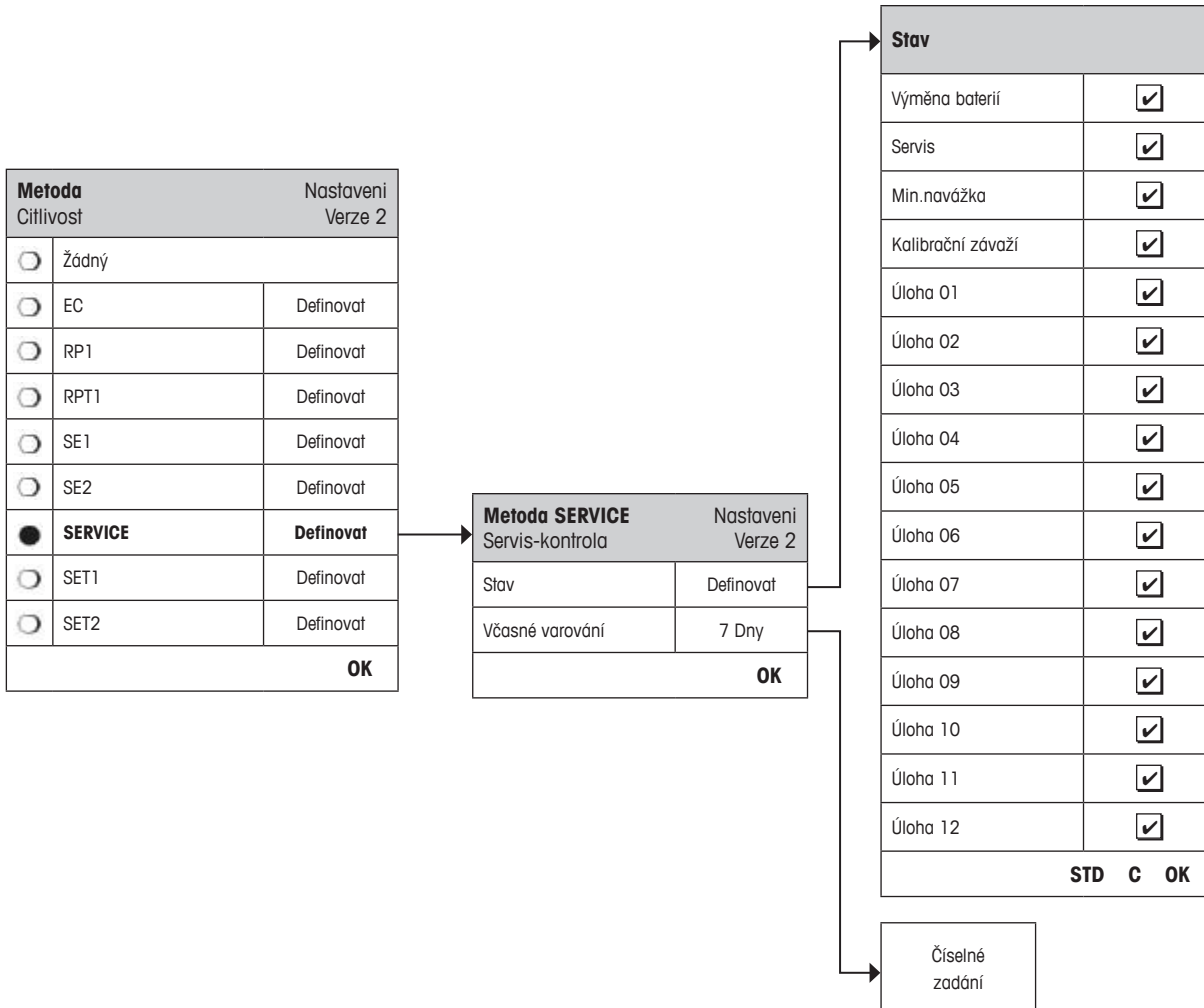 Metoda Nastaveni
Citlivost Verze 2
Žádný
EC Definovat
RP1 Definovat
RPT1 Definovat
SE1 Definovat
SE2 Definovat
SERVICE Definovat
SET1 Definovat
SET2 Definovat
OK
Metoda SERVICE Nastaveni
Servis-kontrola Verze 2
Stav Definovat
Včasné varování 7 Dny
OK
Stav
Výměna baterií
Servis
Min.navážka
Kalibrační závaží
Úloha 01
Úloha 02
Úloha 03
Úloha 04
Úloha 05
Úloha 06
Úloha 07
Úloha 08
Úloha 09
Úloha 10
Úloha 11
Úloha 12
STD C OK
Číselné
zadání